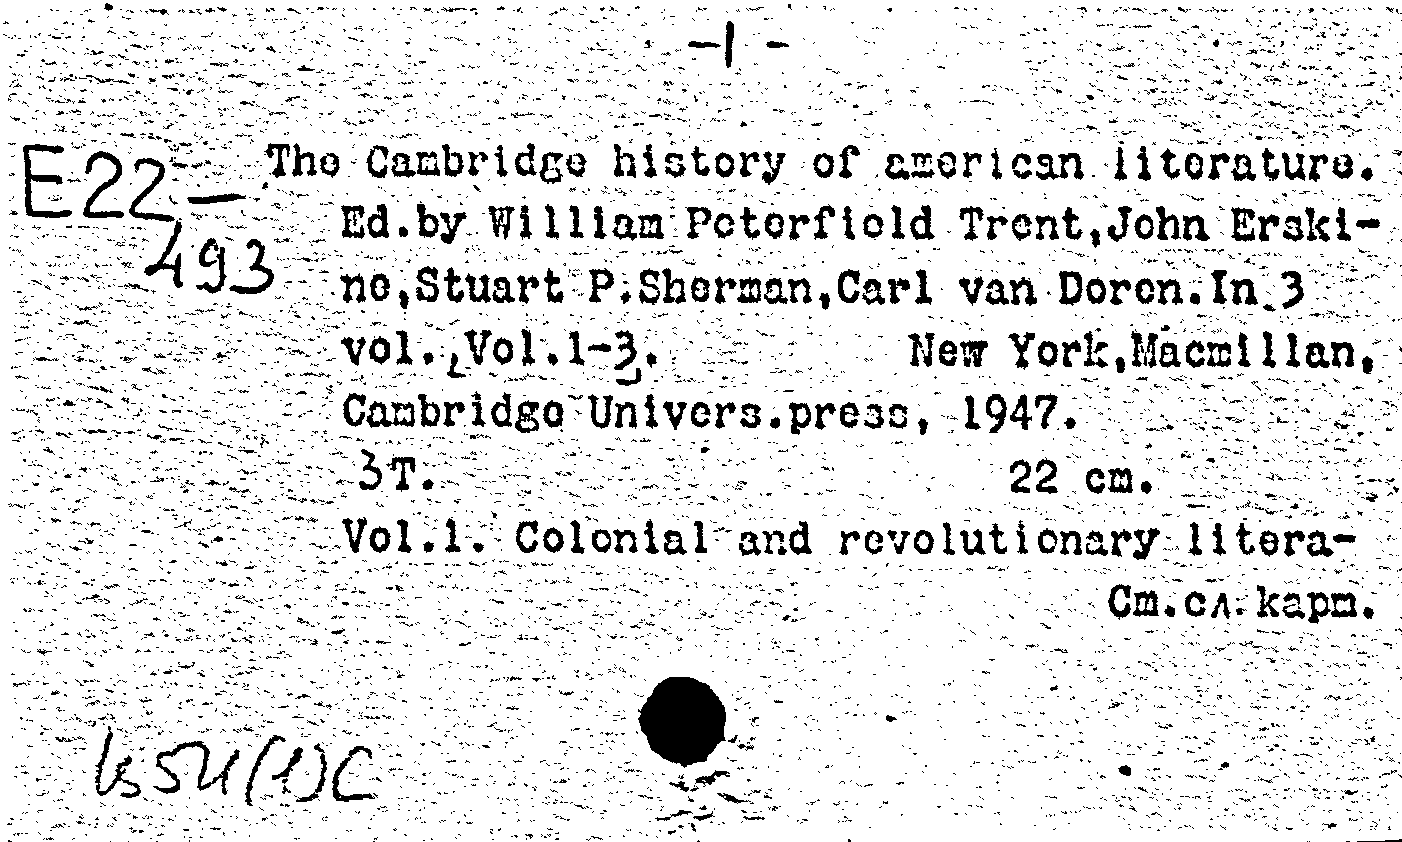 -1-
E22-
493
The Cambridge history of american literature.
Ed.by William Peterfield Trent,John Erski-
ne,Stuart P.Sherman,Carl van Doren.In 3
vol. Vol.1-3. New York,Macmillan,
Cambridge Univers.press, 1947.
3т. 22 cm.
Vol.1. Colonial and revolutionary litera-
См.сл.карт.